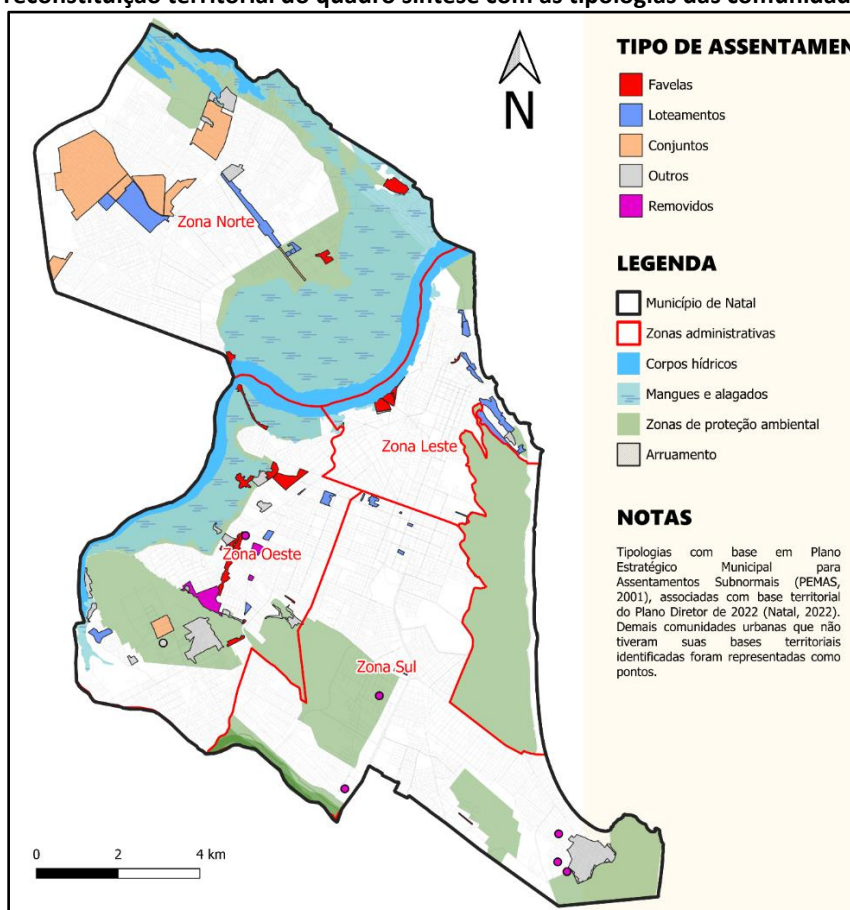 reconstituição territorial do quadro síntese com as tipologias das comunidad
N
Zona Norte
Zona Leste
Zona Oeste
Zona Sul
0 2 4 km
TIPO DE ASSENTAMEN
Favelas
Loteamentos
Conjuntos
Outros
Removidos
LEGENDA
Município de Natal
Zonas administrativas
Corpos hídricos
Mangues e alagados
Zonas de proteção ambiental
Arruamento
NOTAS
Tipologias com base em Plano
Estratégico Municipal para
Assentamentos Subnormais (PEMAS,
2001), associadas com base territorial
do Plano Diretor de 2022 (Natal, 2022).
Demais comunidades urbanas que não
tiveram suas bases territoriais
identificadas foram representadas como
pontos.